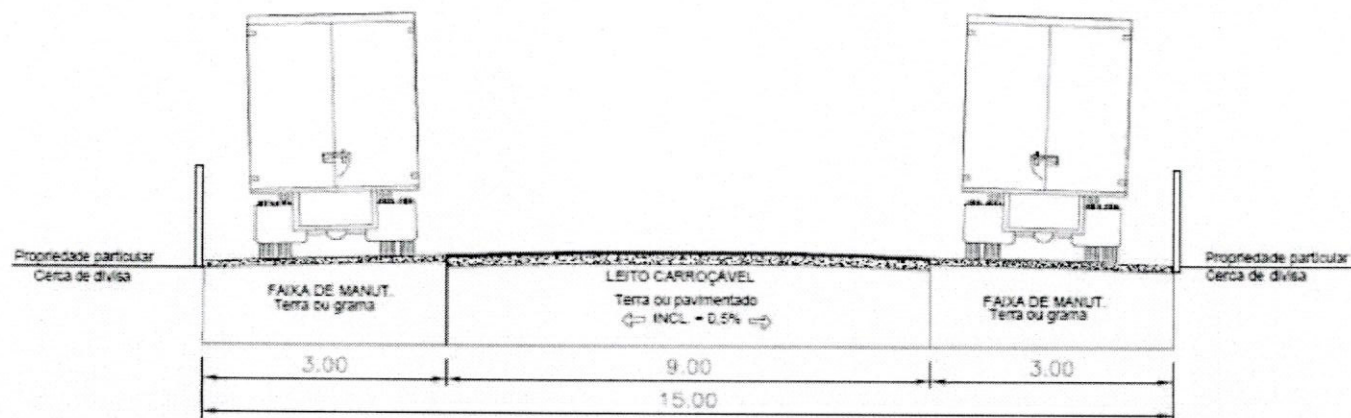 Propriedade particular
Cerca de divisa
FAIXA DE MANUT.
Terra ou grama
LEITO CARROÇÁVEL
Terra ou pavimentado
INCL. = 0,5%
FAIXA DE MANUT.
Terra ou grama
Propriedade particular
Cerca de divisa
3.00
9.00
3.00
15.00